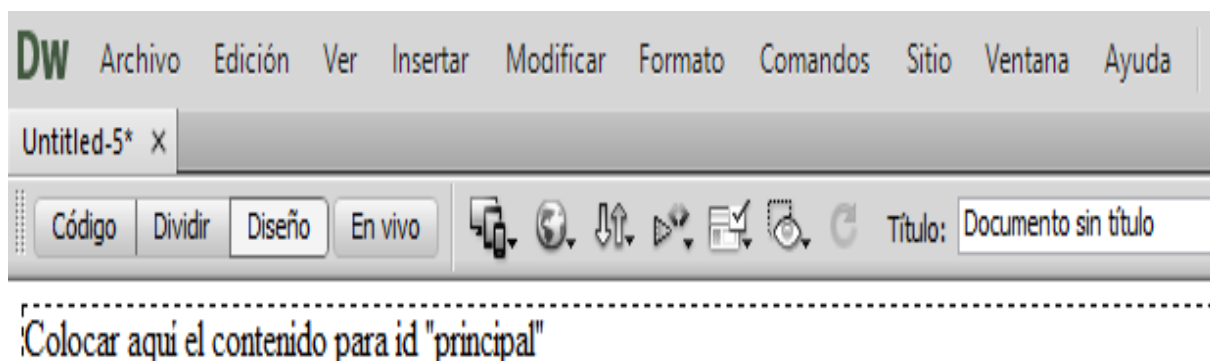 Dw Archivo Edición Ver Insertar Modificar Formato Comandos Sitio Ventana Ayuda
Untitled-5* ×
Código Dividir Diseño En vivo Título: Documento sin título
Colocar aquí el contenido para id "principal"